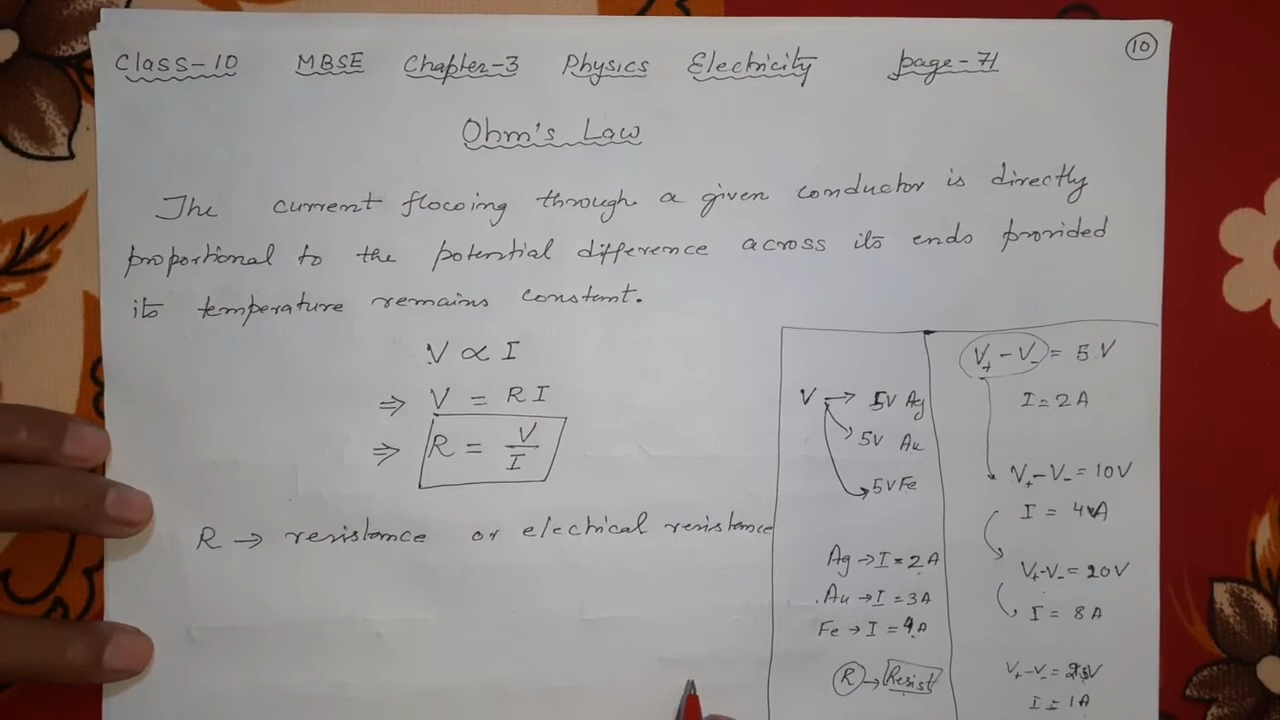 Class-10 MBSE Chapter-3 Physics Electricity page-71
10
Ohm's Law
The current flowing through a given conductor is directly
proportional to the potential difference across its ends provided
its temperature remains constant.
V ∝ I
⇒ V = RI
⇒ R = V/I
R → resistance or electrical resistance
V → 5V Ag
5V Au
5V Fe
Ag → I = 2A
Au → I = 3A
Fe → I = 4A
R → Resist
V₊ - V₋ = 5V
I = 2A
V₊ - V₋ = 10V
I = 4A
V₊ - V₋ = 20V
I = 8A
V₊ - V₋ =
I = 1A